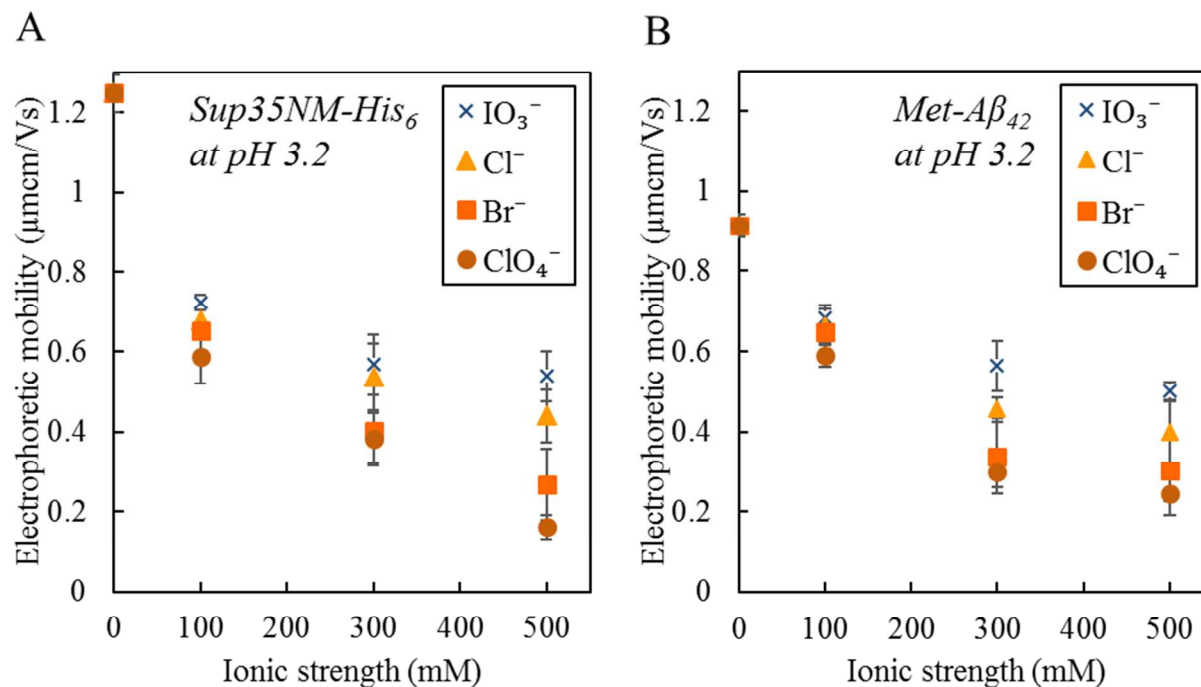 A
Electrophoretic mobility (μmcm/Vs)
1.2
1
0.8
0.6
0.4
0.2
0
Sup35NM-His₆
at pH 3.2
IO₃⁻
Cl⁻
Br⁻
ClO₄⁻
0 100 200 300 400 500
Ionic strength (mM)
B
Electrophoretic mobility (μmcm/Vs)
1.2
1
0.8
0.6
0.4
0.2
0
Met-Aβ₄₂
at pH 3.2
IO₃⁻
Cl⁻
Br⁻
ClO₄⁻
0 100 200 300 400 500
Ionic strength (mM)